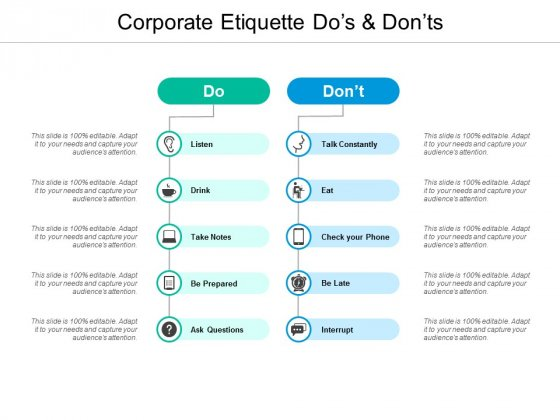 Corporate Etiquette Do's & Don'ts
Do
Don't
This slide is 100% editable. Adapt
it to your needs and capture your
audience's attention.
Listen
Talk Constantly
This slide is 100% editable. Adapt
it to your needs and capture your
audience's attention.
This slide is 100% editable. Adapt
it to your needs and capture your
audience's attention.
Drink
Eat
This slide is 100% editable. Adapt
it to your needs and capture your
audience's attention.
This slide is 100% editable. Adapt
it to your needs and capture your
audience's attention.
Take Notes
Check your Phone
This slide is 100% editable. Adapt
it to your needs and capture your
audience's attention.
This slide is 100% editable. Adapt
it to your needs and capture your
audience's attention.
Be Prepared
Be Late
This slide is 100% editable. Adapt
it to your needs and capture your
audience's attention.
This slide is 100% editable. Adapt
it to your needs and capture your
audience's attention.
?
Ask Questions
Interrupt
This slide is 100% editable. Adapt
it to your needs and capture your
audience's attention.